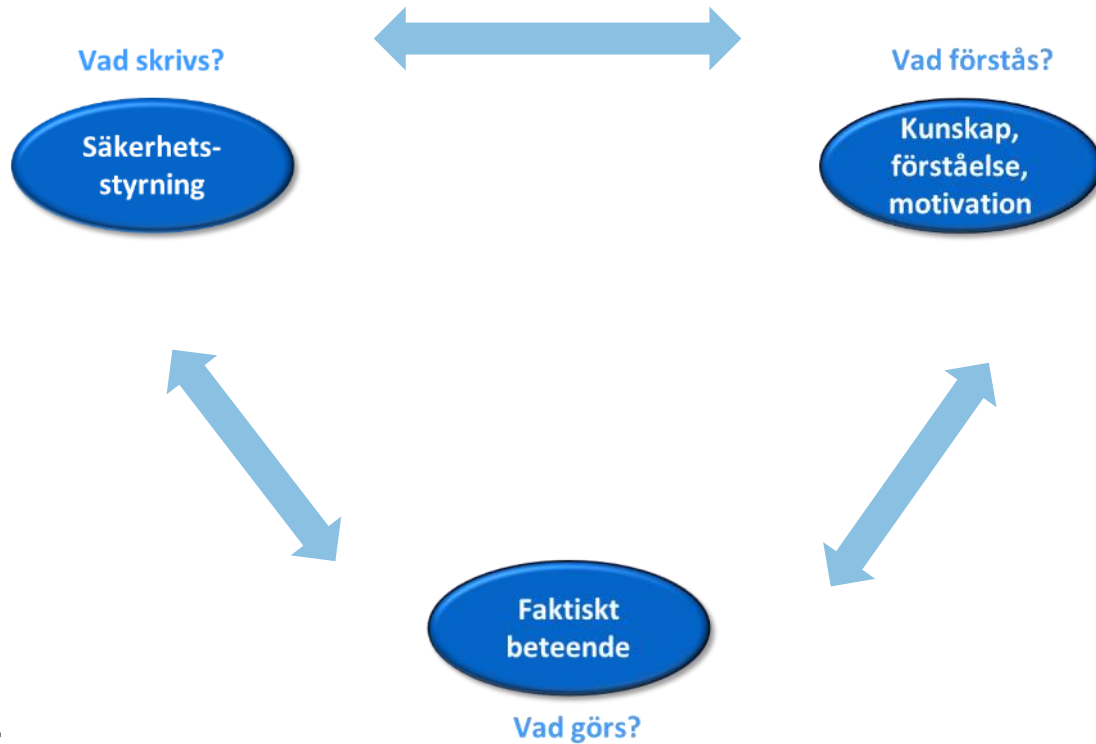 Vad skrivs?
Vad förstås?
Säkerhets-
styrning
Kunskap,
förståelse,
motivation
Faktiskt
beteende
Vad görs?